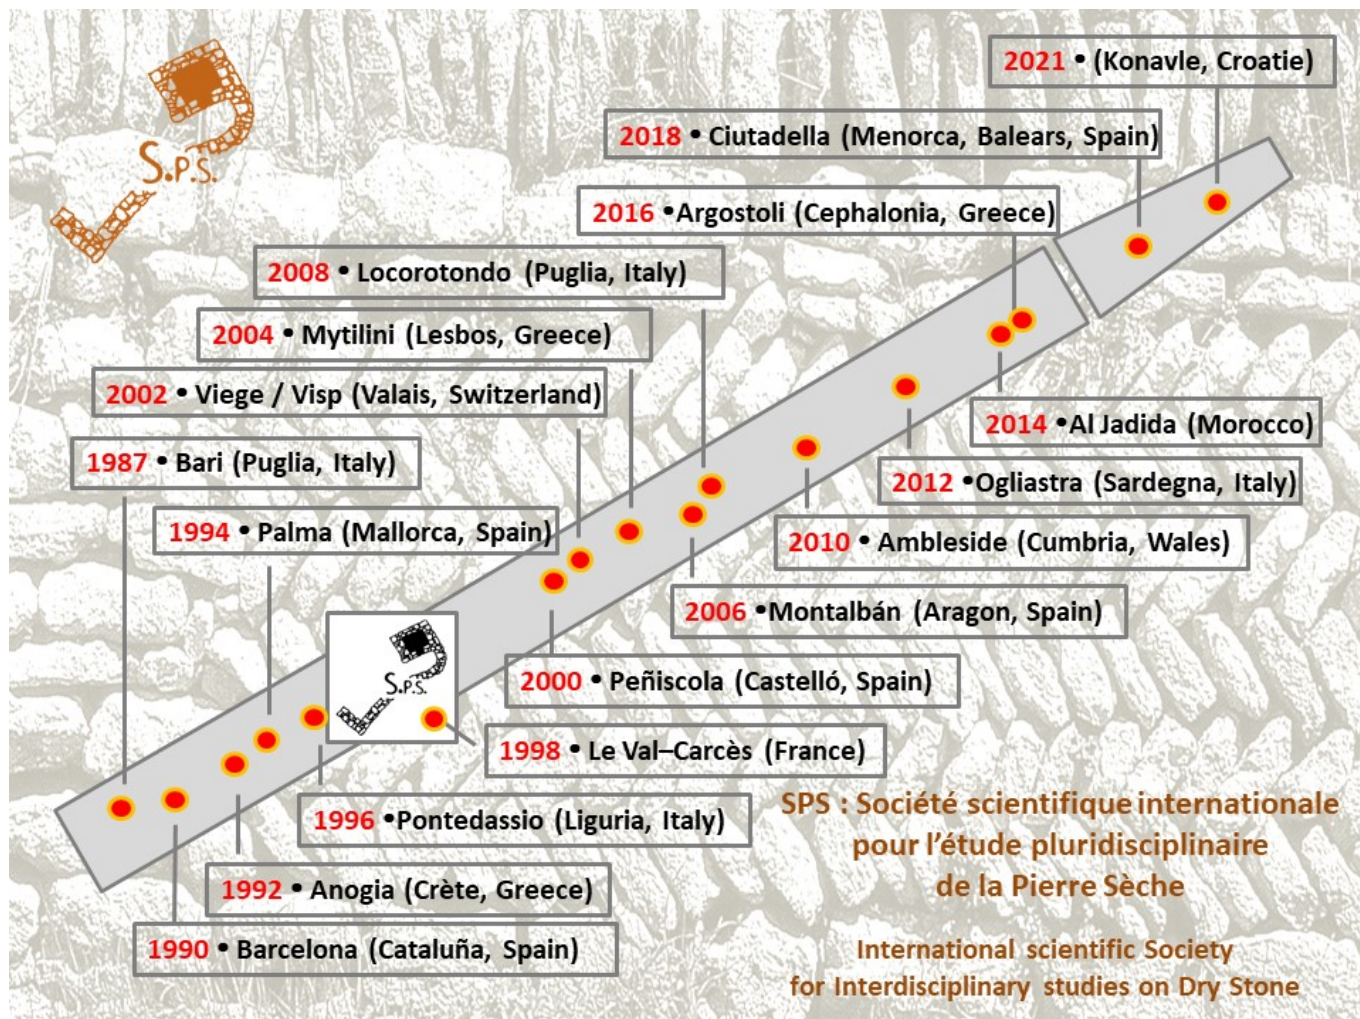 2021 • (Konavle, Croatie)
2018 • Ciutadella (Menorca, Balears, Spain)
S.P.S.
2016 •Argostoli (Cephalonia, Greece)
2008 • Locorotondo (Puglia, Italy)
2004 • Mytilini (Lesbos, Greece)
2002 • Viege / Visp (Valais, Switzerland)
2014 •Al Jadida (Morocco)
1987 • Bari (Puglia, Italy)
2012 •Ogliastra (Sardegna, Italy)
1994 • Palma (Mallorca, Spain)
2010 • Ambleside (Cumbria, Wales)
2006 •Montalbán (Aragon, Spain)
S.P.S.
2000 • Peñiscola (Castelló, Spain)
1998 • Le Val–Carcès (France)
1996 •Pontedassio (Liguria, Italy)
1992 • Anogia (Crète, Greece)
1990 • Barcelona (Cataluña, Spain)
SPS : Société scientifique internationale
pour l’étude pluridisciplinaire
de la Pierre Sèche
International scientific Society
for Interdisciplinary studies on Dry Stone